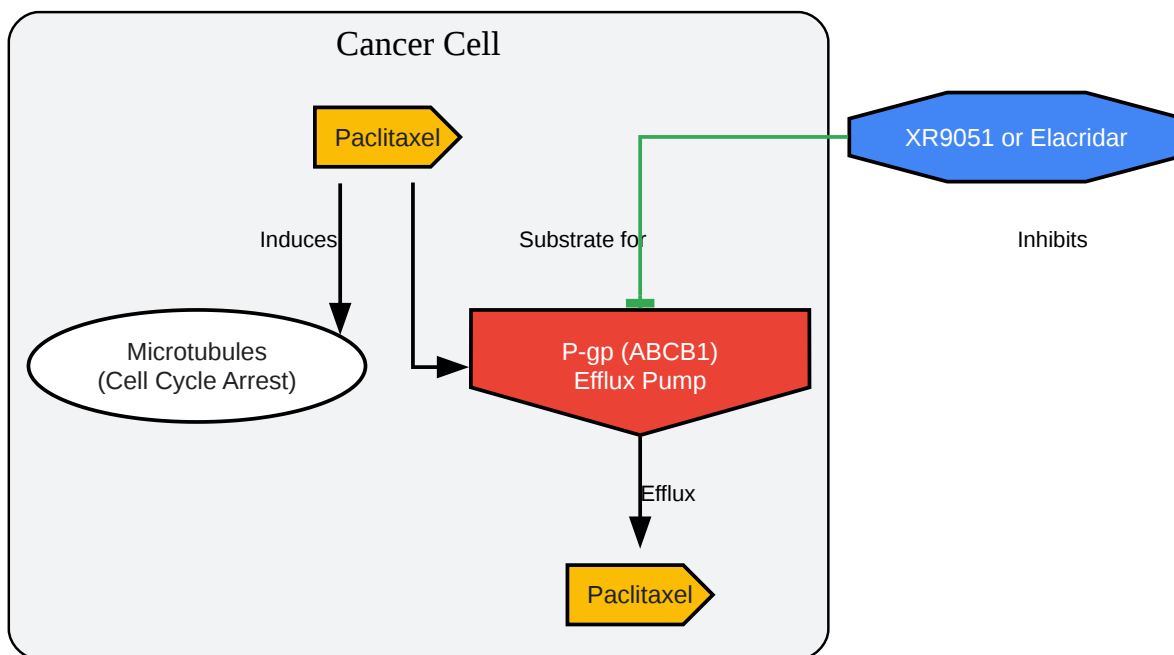 Cancer Cell
Paclitaxel
XR9051 or Elacridar
Induces
Substrate for
Inhibits
Microtubules
(Cell Cycle Arrest)
P-gp (ABCB1)
Efflux Pump
Efflux
Paclitaxel